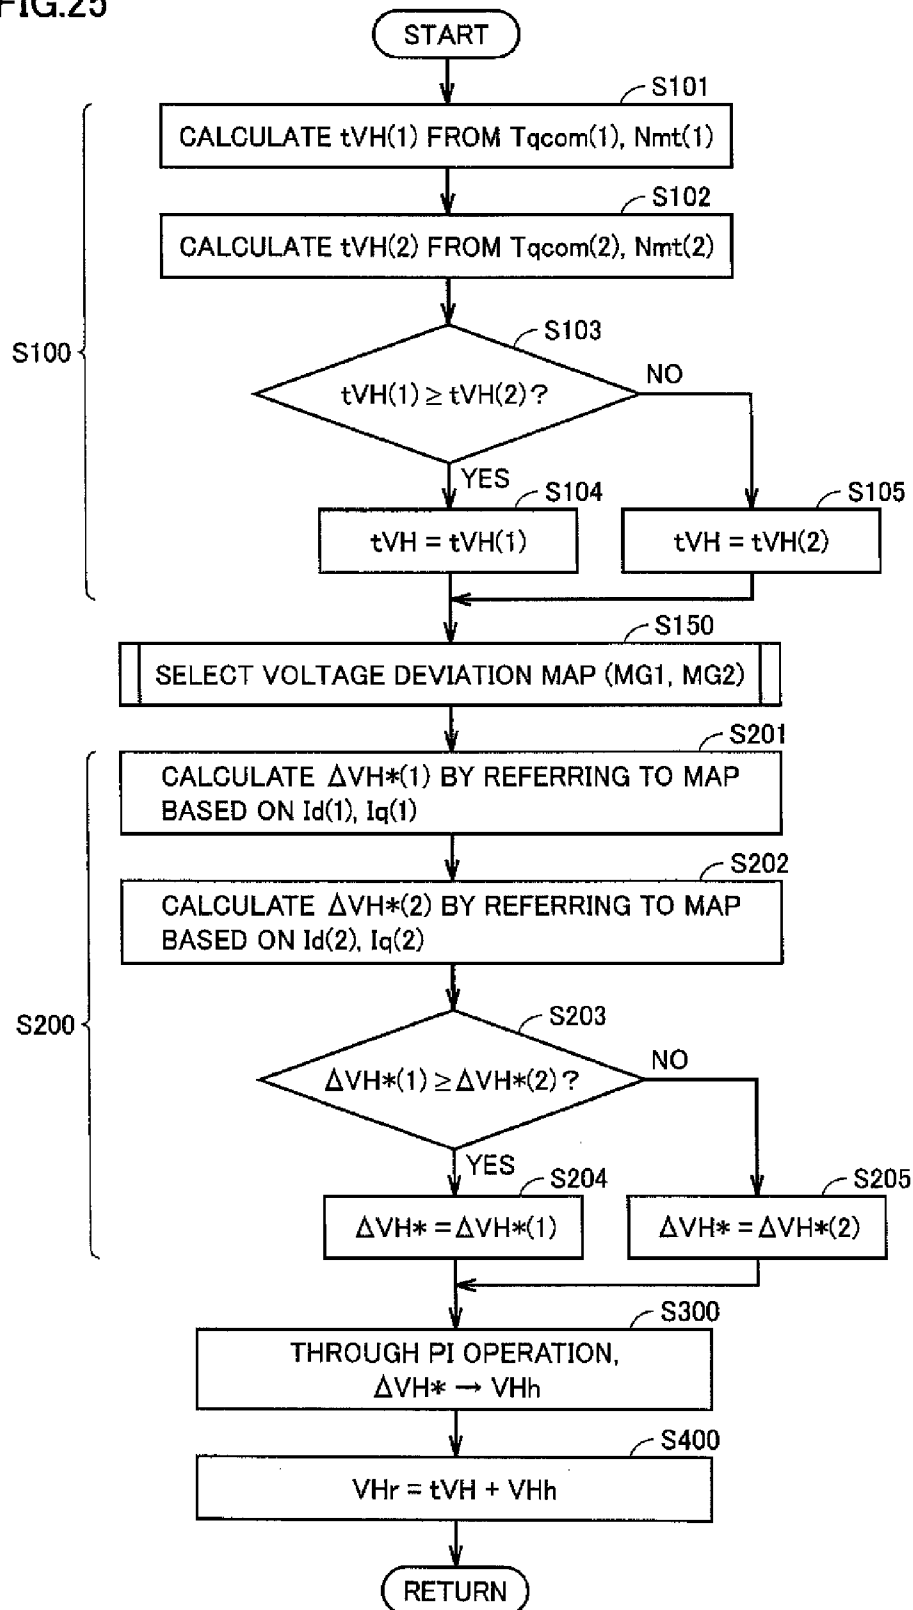 FIG.25
START
S101
CALCULATE tVH(1) FROM Tqcom(1), Nmt(1)
S102
CALCULATE tVH(2) FROM Tqcom(2), Nmt(2)
S103
S100
tVH(1) ≥ tVH(2)?
NO
YES
S104
S105
tVH = tVH(1)
tVH = tVH(2)
S150
SELECT VOLTAGE DEVIATION MAP (MG1, MG2)
S201
CALCULATE ΔVH*(1) BY REFERRING TO MAP
BASED ON Id(1), Iq(1)
S202
CALCULATE ΔVH*(2) BY REFERRING TO MAP
BASED ON Id(2), Iq(2)
S203
S200
ΔVH*(1) ≥ ΔVH*(2)?
NO
YES
S204
S205
ΔVH* = ΔVH*(1)
ΔVH* = ΔVH*(2)
S300
THROUGH PI OPERATION,
ΔVH* → VHh
S400
VHr = tVH + VHh
RETURN